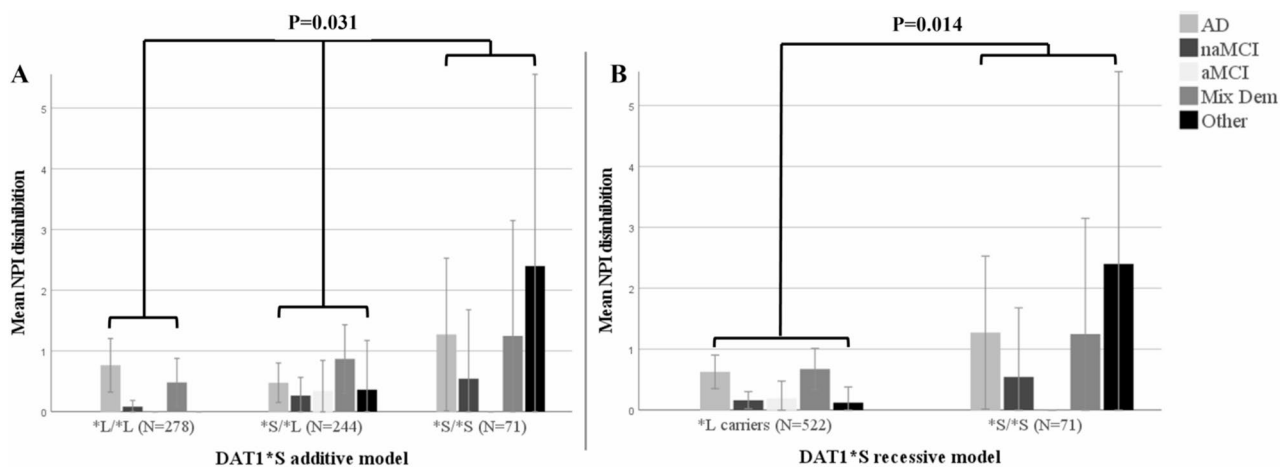 P=0.031
A
5
4
3
2
1
0
Mean NPI disinhibition
*L/*L (N=278)
*S/*L (N=244)
*S/*S (N=71)
DAT1*S additive model
P=0.014
B
5
4
3
2
1
0
Mean NPI disinhibition
*L carriers (N=522)
*S/*S (N=71)
DAT1*S recessive model
AD
naMCI
aMCI
Mix Dem
Other